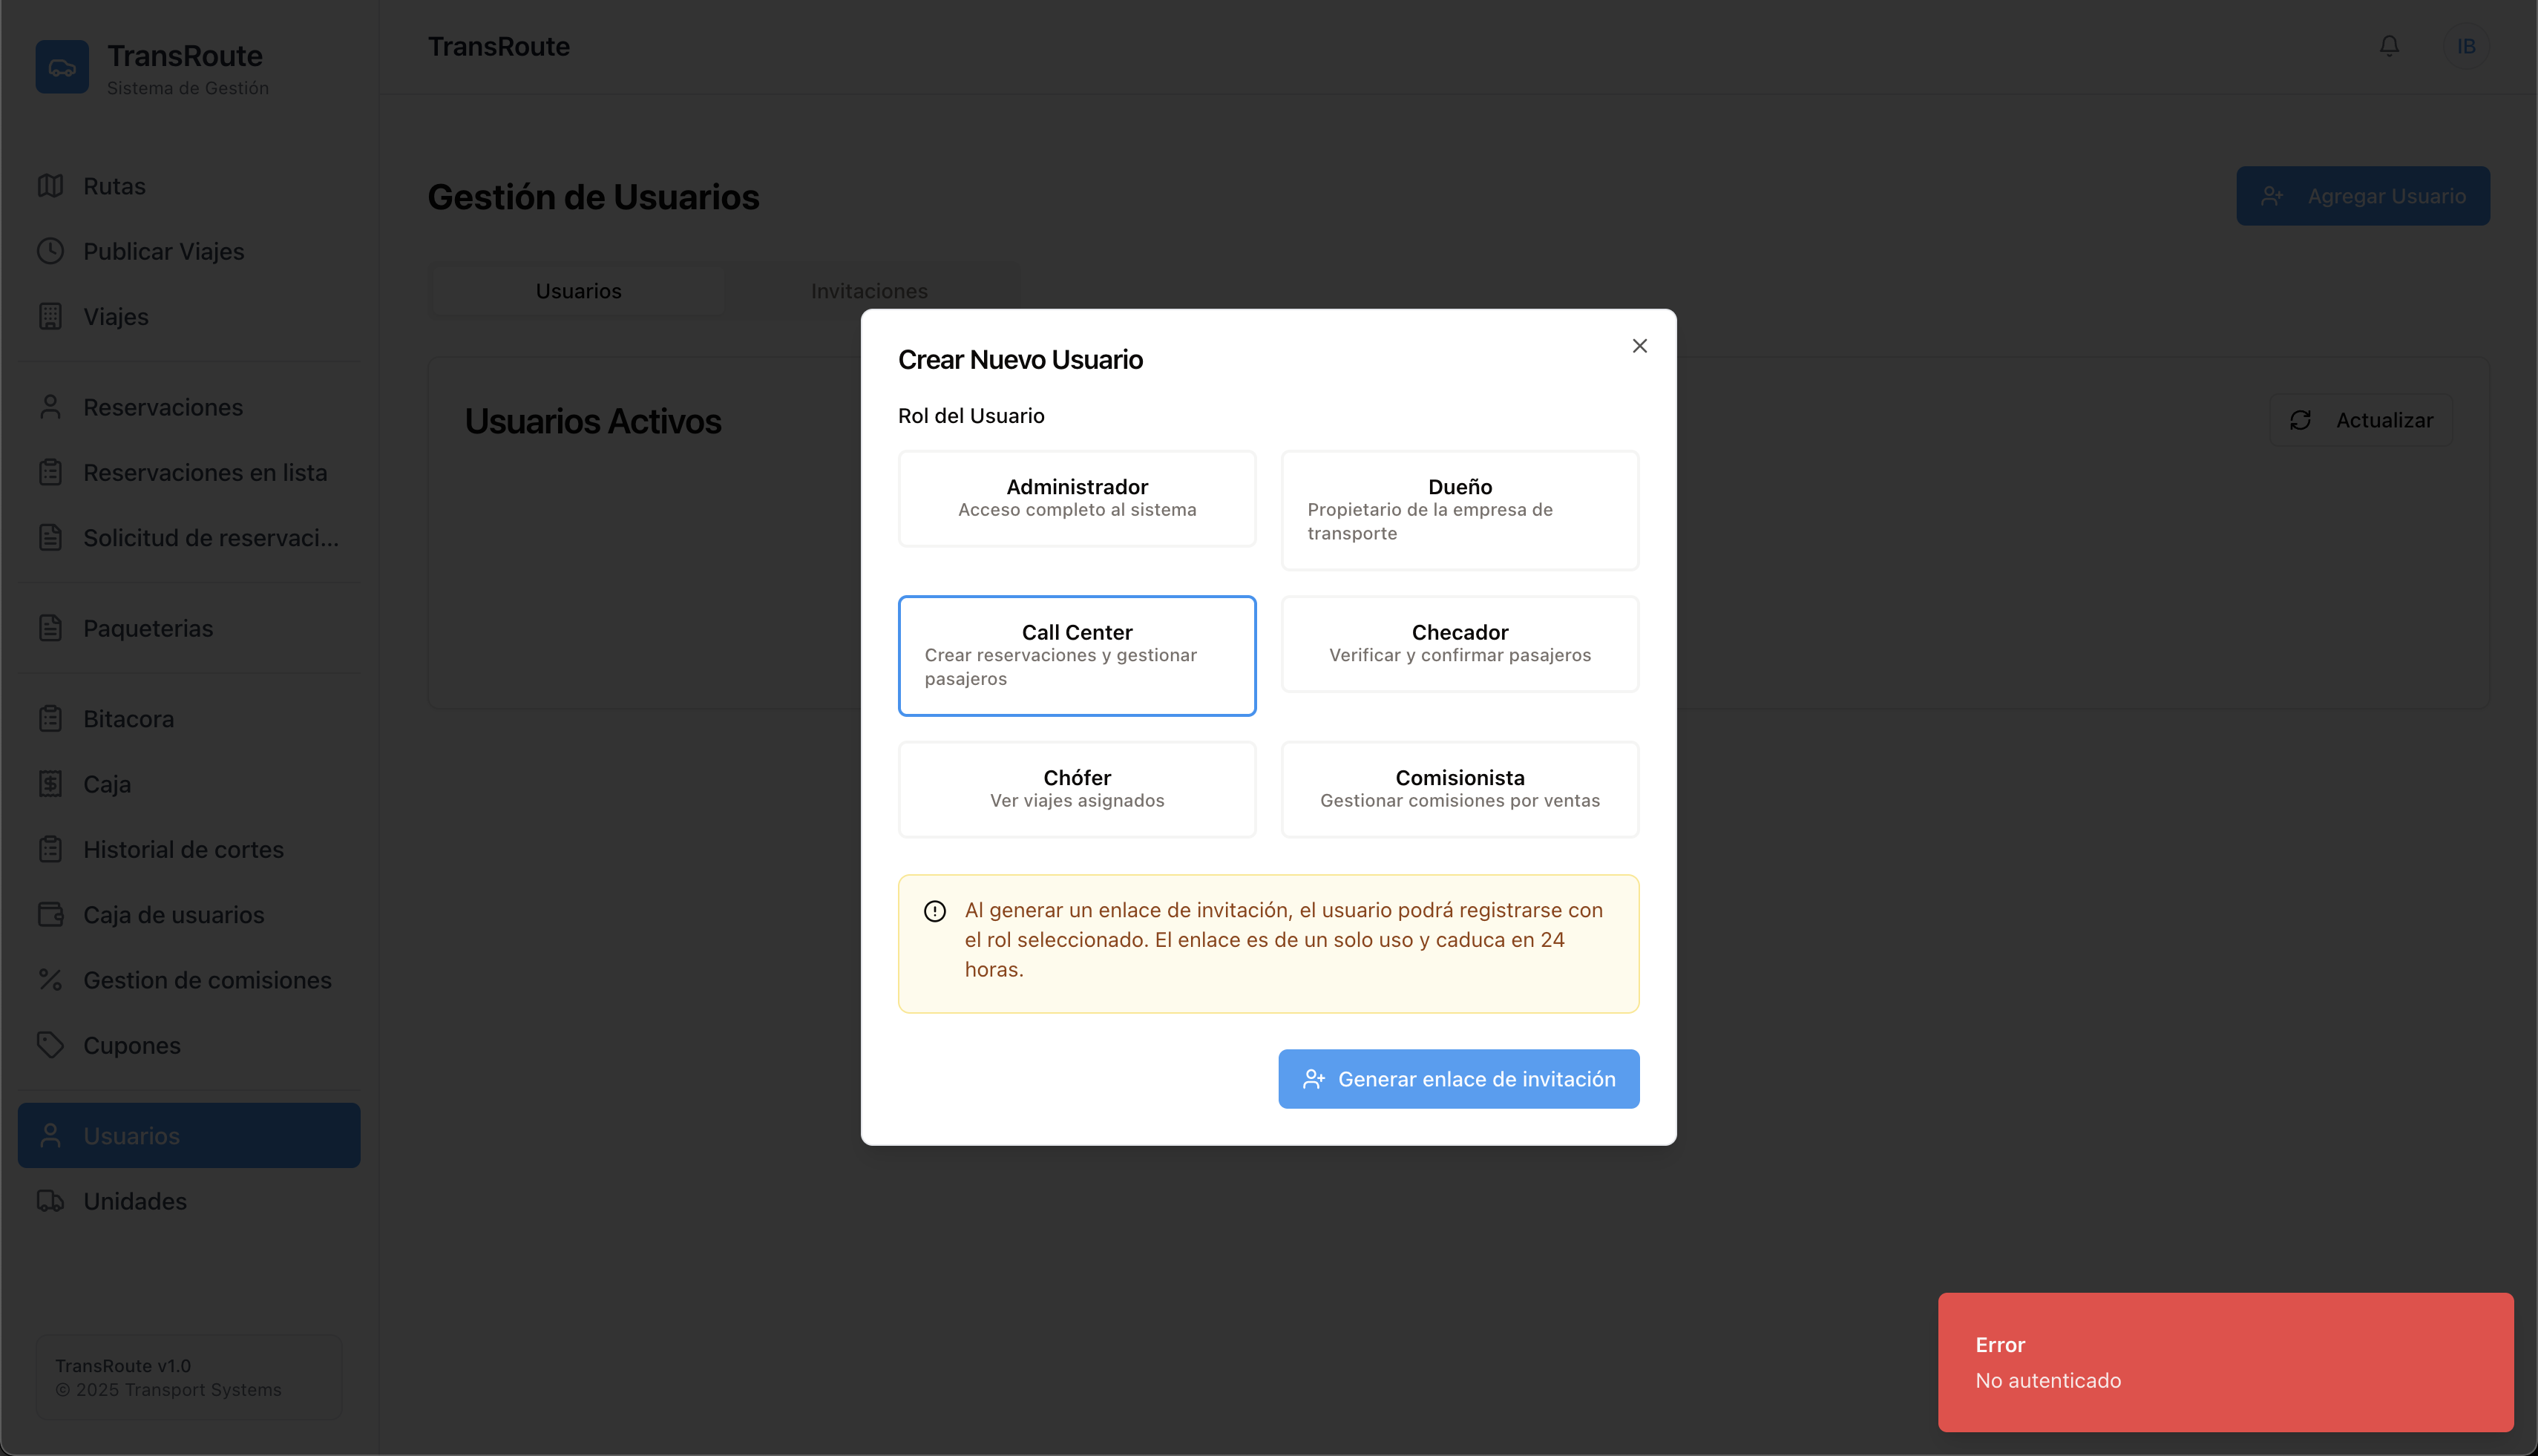 TransRoute
Sistema de Gestión
Rutas
Publicar Viajes
Viajes
Reservaciones
Reservaciones en lista
Solicitud de reservaci...
Paqueterias
Bitacora
Caja
Historial de cortes
Caja de usuarios
Gestion de comisiones
Cupones
Usuarios
Unidades
TransRoute v1.0
© 2025 Transport Systems
TransRoute
IB
Gestión de Usuarios
Agregar Usuario
Usuarios
Invitaciones
Usuarios Activos
Actualizar
Crear Nuevo Usuario
Rol del Usuario
Administrador
Acceso completo al sistema
Dueño
Propietario de la empresa de
transporte
Call Center
Crear reservaciones y gestionar
pasajeros
Checador
Verificar y confirmar pasajeros
Chófer
Ver viajes asignados
Comisionista
Gestionar comisiones por ventas
Al generar un enlace de invitación, el usuario podrá registrarse con
el rol seleccionado. El enlace es de un solo uso y caduca en 24
horas.
Generar enlace de invitación
Error
No autenticado